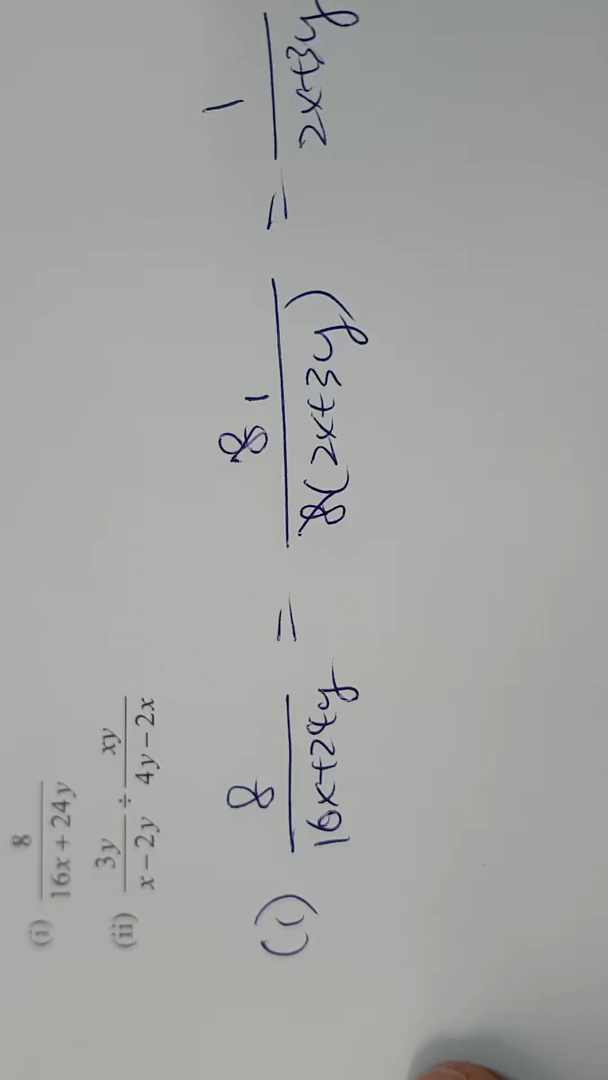 (i) 8/(16x + 24y)
(ii) 3y/(x − 2y) ÷ xy/(4y − 2x)
(i) 8/(16x+24y) = 8 1/(8(2x+3y)) = 1/(2x+3y)